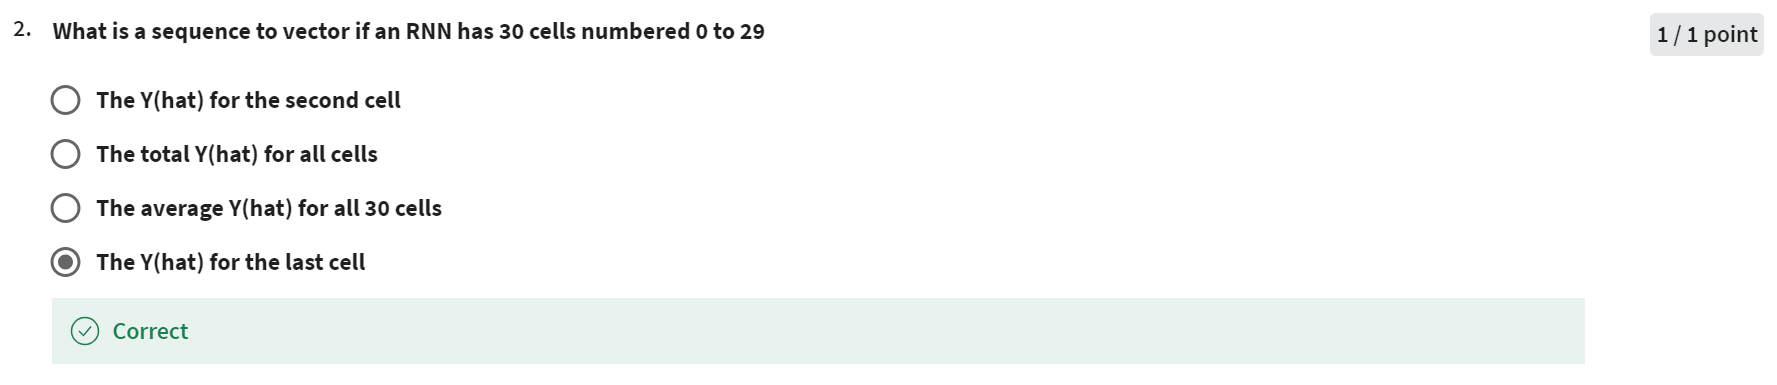 2. What is a sequence to vector if an RNN has 30 cells numbered 0 to 29
1 / 1 point
The Y(hat) for the second cell
The total Y(hat) for all cells
The average Y(hat) for all 30 cells
The Y(hat) for the last cell
Correct